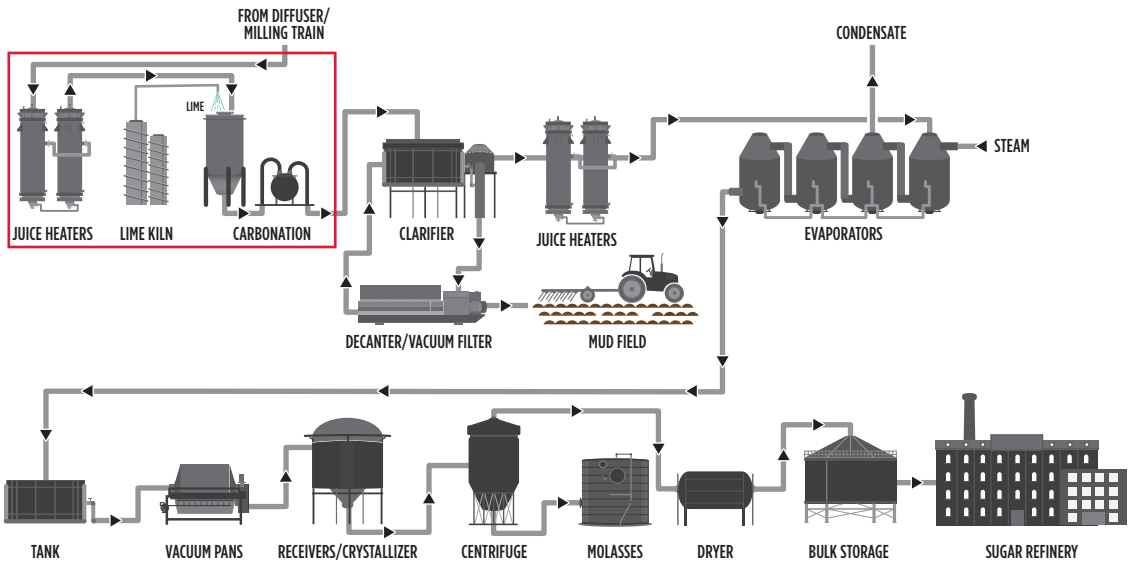 FROM DIFFUSER/
MILLING TRAIN
CONDENSATE
LIME
STEAM
JUICE HEATERS
LIME KILN
CARBONATION
CLARIFIER
JUICE HEATERS
EVAPORATORS
DECANTER/VACUUM FILTER
MUD FIELD
TANK
VACUUM PANS
RECEIVERS/CRYSTALLIZER
CENTRIFUGE
MOLASSES
DRYER
BULK STORAGE
SUGAR REFINERY